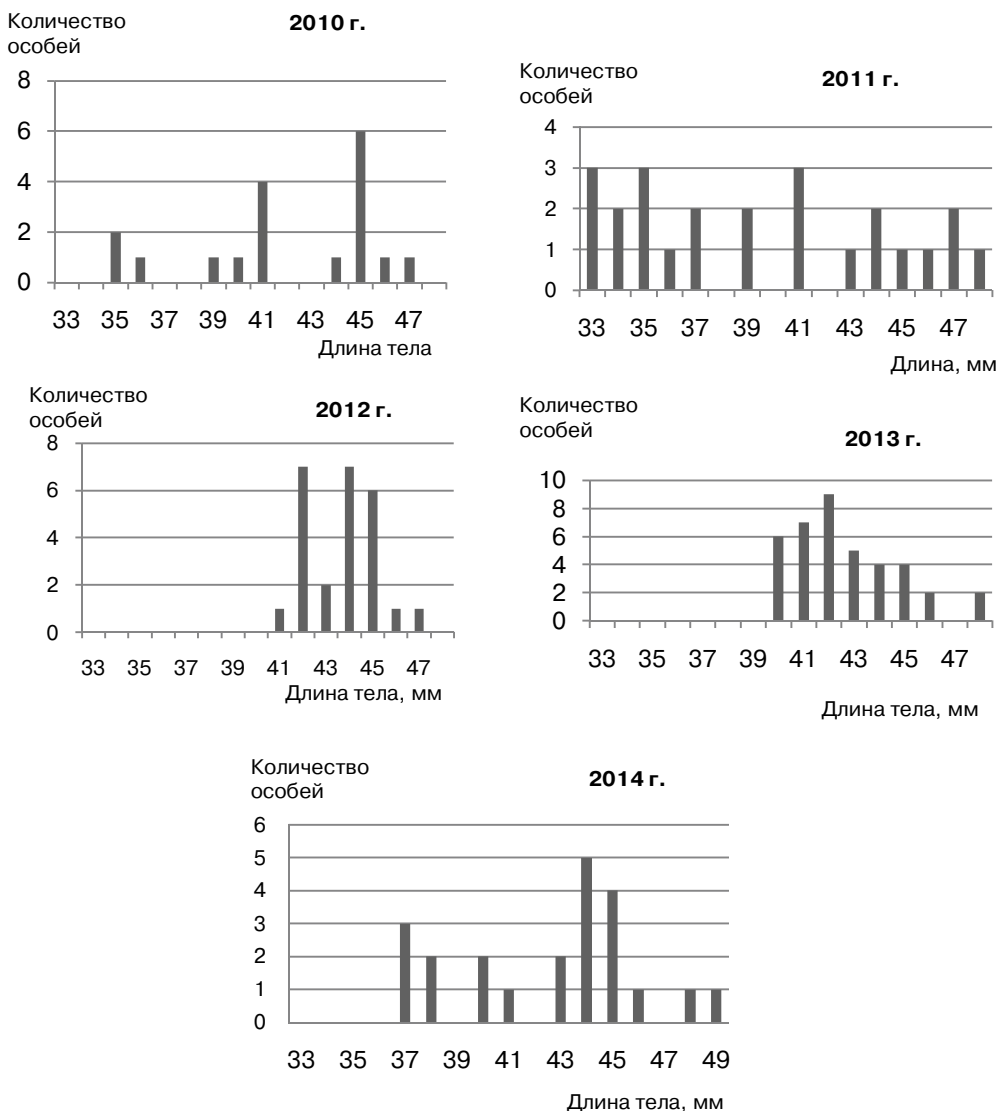 Количество
особей
2010 г.
8
6
4
2
0
33 35 37 39 41 43 45 47
Длина тела
Количество
особей
2011 г.
4
3
2
1
0
33 35 37 39 41 43 45 47
Длина, мм
Количество
особей
2012 г.
8
6
4
2
0
33 35 37 39 41 43 45 47
Длина тела, мм
Количество
особей
2013 г.
10
8
6
4
2
0
33 35 37 39 41 43 45 47
Длина тела, мм
Количество
особей
2014 г.
6
5
4
3
2
1
0
33 35 37 39 41 43 45 47 49
Длина тела, мм